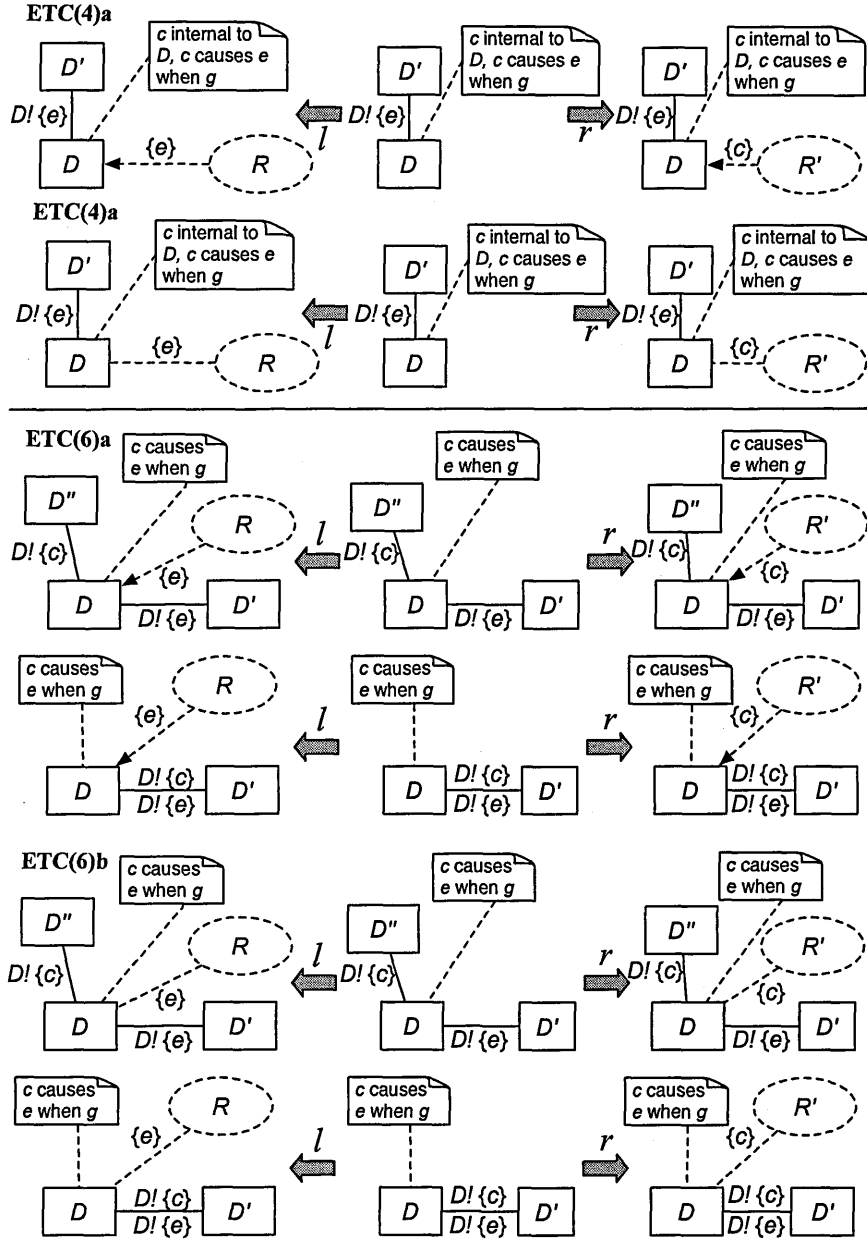 ETC(4)a
c internal to
D, c causes e
when g
D'
D! {e}
D
{e}
R
l
c internal to
D, c causes e
when g
D'
D! {e}
D
r
c internal to
D, c causes e
when g
D'
D! {e}
D
{c}
R'
ETC(4)a
c internal to
D, c causes e
when g
D'
D! {e}
D
{e}
R
l
c internal to
D, c causes e
when g
D'
D! {e}
D
r
c internal to
D, c causes e
when g
D'
D! {e}
D
{c}
R'
ETC(6)a
c causes
e when g
D''
R
D! {c}
{e}
D
D! {e}
D'
l
c causes
e when g
D''
D! {c}
D
D! {e}
D'
r
c causes
e when g
D''
R'
D! {c}
{c}
D
D! {e}
D'
c causes
e when g
R
{e}
D
D! {c}
D! {e}
D'
l
c causes
e when g
D
D! {c}
D! {e}
D'
r
c causes
e when g
R'
{c}
D
D! {c}
D! {e}
D'
ETC(6)b
c causes
e when g
D''
R
D! {c}
{e}
D
D! {e}
D'
l
c causes
e when g
D''
D! {c}
D
D! {e}
D'
r
c causes
e when g
D''
R'
D! {c}
{c}
D
D! {e}
D'
c causes
e when g
R
{e}
D
D! {c}
D! {e}
D'
l
c causes
e when g
D
D! {c}
D! {e}
D'
r
c causes
e when g
R'
{c}
D
D! {c}
D! {e}
D'